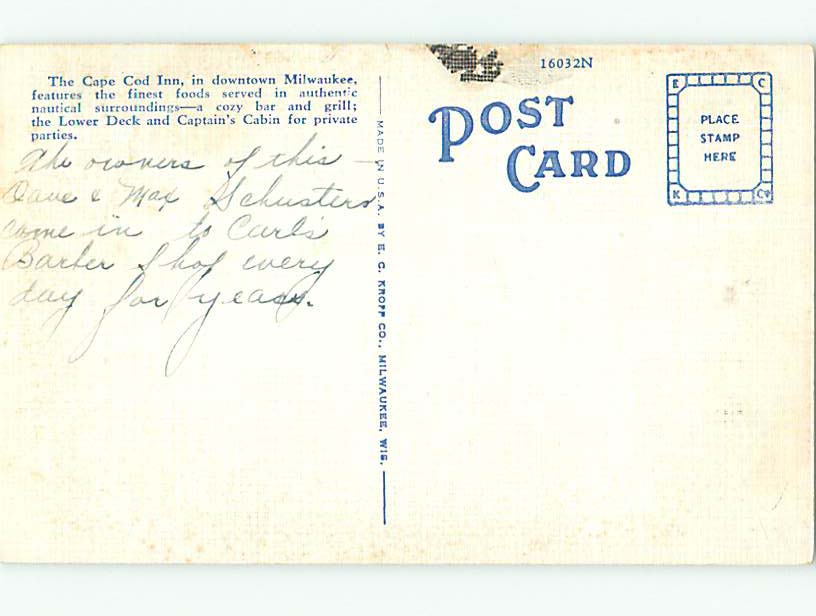 The Cape Cod Inn, in downtown Milwaukee,
features the finest foods served in authentic
nautical surroundings—a cozy bar and grill;
the Lower Deck and Captain's Cabin for private
parties.
The owners of this —
Dave & Max Schusters
came in to Carl's
Barber Shop every
day for years.
MADE IN U.S.A. BY E. C. KROPP CO., MILWAUKEE, WIS.
16032N
POST
CARD
E C
PLACE
STAMP
HERE
K Co